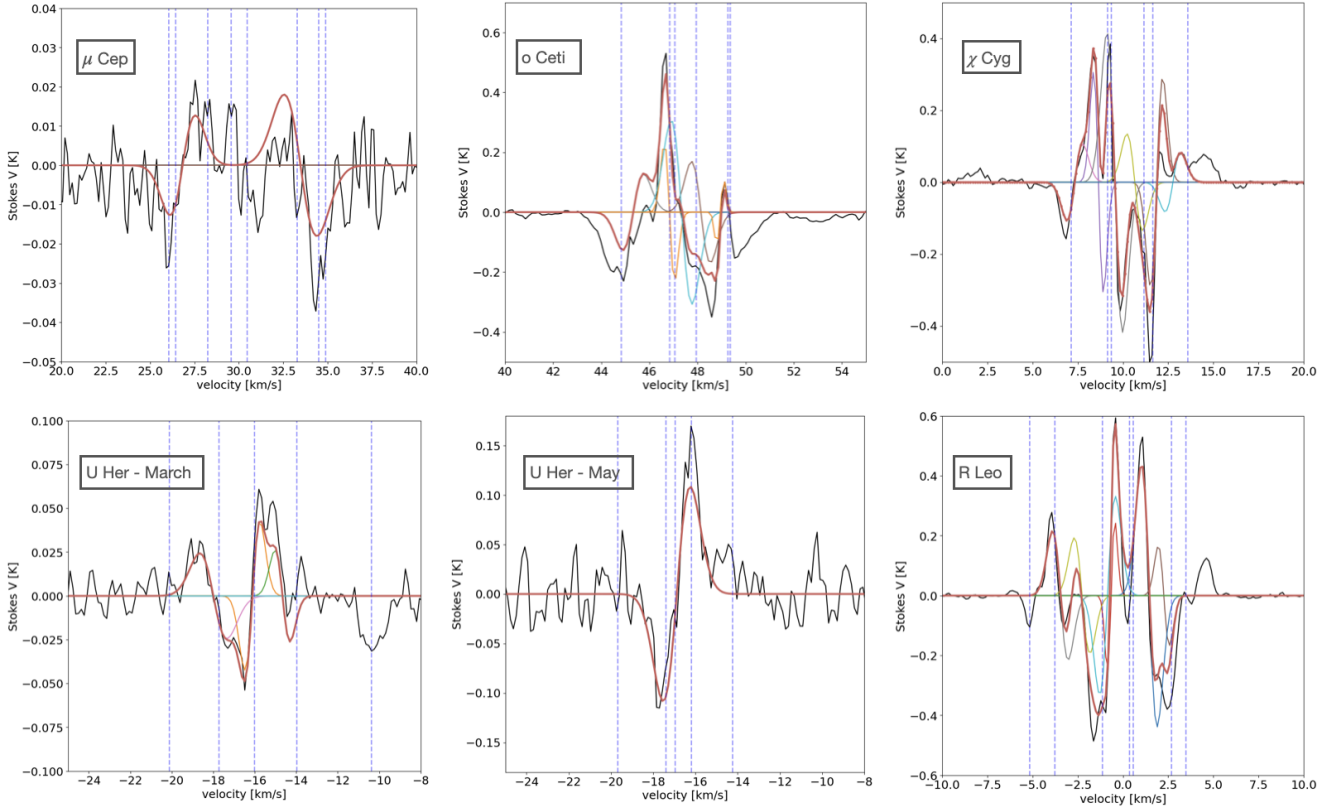 0.04
0.03
0.02
0.01
0.00
−0.01
−0.02
−0.03
−0.04
−0.05
Stokes V [K]
μ Cep
20.0 22.5 25.0 27.5 30.0 32.5 35.0 37.5 40.0
velocity [km/s]
0.6
0.4
0.2
0.0
−0.2
−0.4
Stokes V [K]
o Ceti
40 42 44 46 48 50 52 54
velocity [km/s]
0.4
0.2
0.0
−0.2
−0.4
Stokes V [K]
χ Cyg
0.0 2.5 5.0 7.5 10.0 12.5 15.0 17.5 20.0
velocity [km/s]
0.100
0.075
0.050
0.025
0.000
−0.025
−0.050
−0.075
−0.100
Stokes V [K]
U Her - March
−24 −22 −20 −18 −16 −14 −12 −10 −8
velocity [km/s]
0.15
0.10
0.05
0.00
−0.05
−0.10
−0.15
Stokes V [K]
U Her - May
−24 −22 −20 −18 −16 −14 −12 −10 −8
velocity [km/s]
0.6
0.4
0.2
0.0
−0.2
−0.4
−0.6
Stokes V [K]
R Leo
−10.0 −7.5 −5.0 −2.5 0.0 2.5 5.0 7.5 10.0
velocity [km/s]